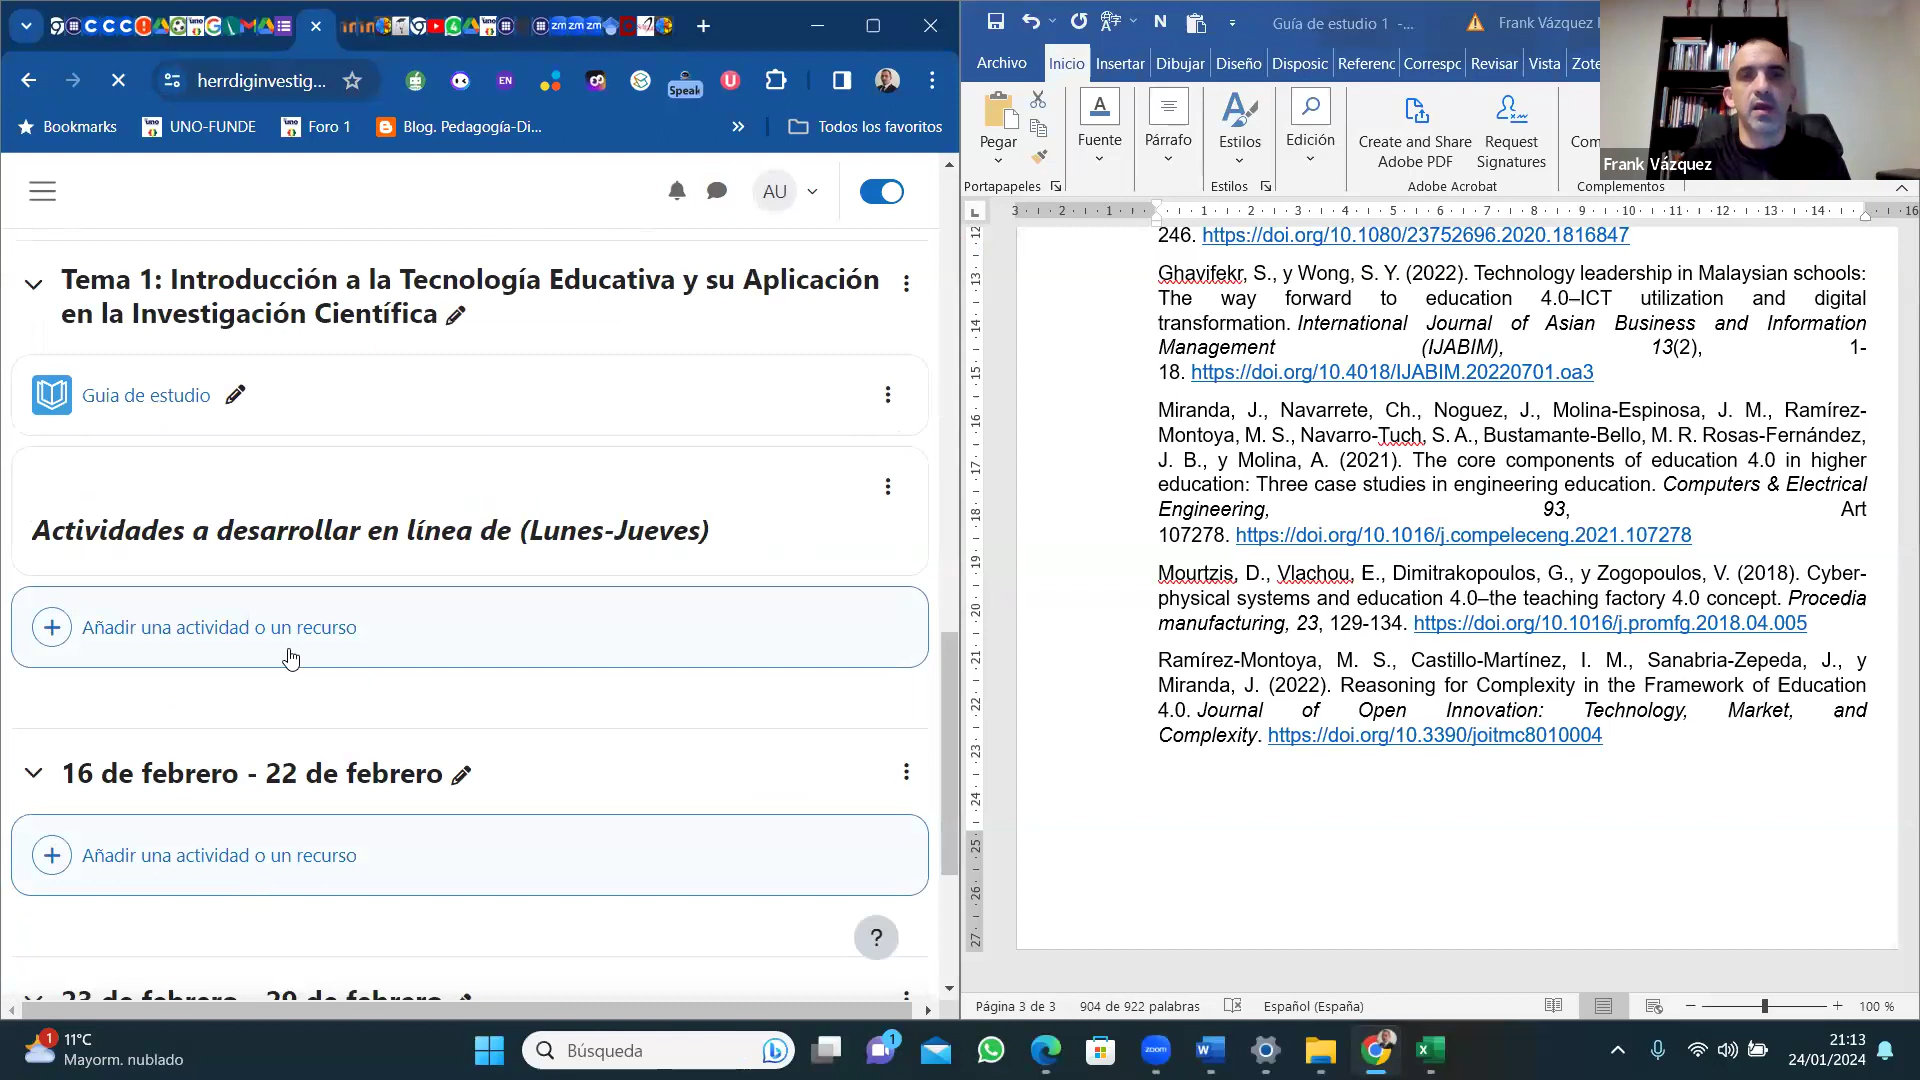 herrdiginvestig...
EN
Speak
Bookmarks
UNO-FUNDE
Foro 1
Blog. Pedagogía-Di...
»
Todos los favoritos
AU
Tema 1: Introducción a la Tecnología Educativa y su Aplicación
en la Investigación Científica
Guia de estudio
Actividades a desarrollar en línea de (Lunes-Jueves)
Añadir una actividad o un recurso
16 de febrero - 22 de febrero
Añadir una actividad o un recurso
?
23 de febrero - 29 de febrero
Guía de estudio 1 -...
Frank Vázquez
Archivo
Inicio
Insertar
Dibujar
Diseño
Disposic
Referenc
Correspc
Revisar
Vista
Zote
Pegar
Fuente
Párrafo
Estilos
Edición
Create and Share
Adobe PDF
Request
Signatures
Portapapeles
Estilos
Adobe Acrobat
Complementos
Frank Vázquez
246. https://doi.org/10.1080/23752696.2020.1816847
Ghavifekr, S., y Wong, S. Y. (2022). Technology leadership in Malaysian schools:
The way forward to education 4.0–ICT utilization and digital
transformation. International Journal of Asian Business and Information
Management (IJABIM), 13(2), 1-
18. https://doi.org/10.4018/IJABIM.20220701.oa3
Miranda, J., Navarrete, Ch., Noguez, J., Molina-Espinosa, J. M., Ramírez-
Montoya, M. S., Navarro-Tuch, S. A., Bustamante-Bello, M. R. Rosas-Fernández,
J. B., y Molina, A. (2021). The core components of education 4.0 in higher
education: Three case studies in engineering education. Computers & Electrical
Engineering, 93, Art
107278. https://doi.org/10.1016/j.compeleceng.2021.107278
Mourtzis, D., Vlachou, E., Dimitrakopoulos, G., y Zogopoulos, V. (2018). Cyber-
physical systems and education 4.0–the teaching factory 4.0 concept. Procedia
manufacturing, 23, 129-134. https://doi.org/10.1016/j.promfg.2018.04.005
Ramírez-Montoya, M. S., Castillo-Martínez, I. M., Sanabria-Zepeda, J., y
Miranda, J. (2022). Reasoning for Complexity in the Framework of Education
4.0. Journal of Open Innovation: Technology, Market, and
Complexity. https://doi.org/10.3390/joitmc8010004
Página 3 de 3
904 de 922 palabras
Español (España)
100 %
11°C
Mayorm. nublado
Búsqueda
21:13
24/01/2024